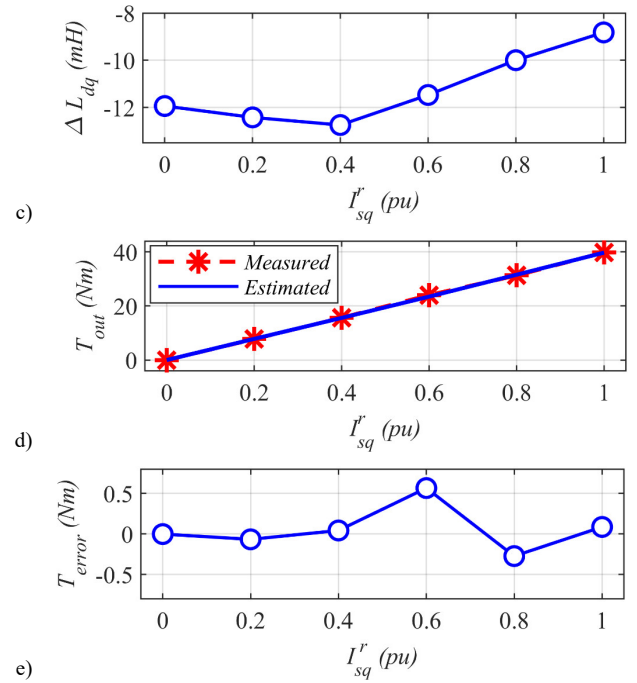 -8
-10
-12
Δ L_dq (mH)
0 0.2 0.4 0.6 0.8 1
I^r_sq (pu)
c)
40
20
0
T_out (Nm)
Measured
Estimated
0 0.2 0.4 0.6 0.8 1
I^r_sq (pu)
d)
0.5
0
-0.5
T_error (Nm)
0 0.2 0.4 0.6 0.8 1
I^r_sq (pu)
e)